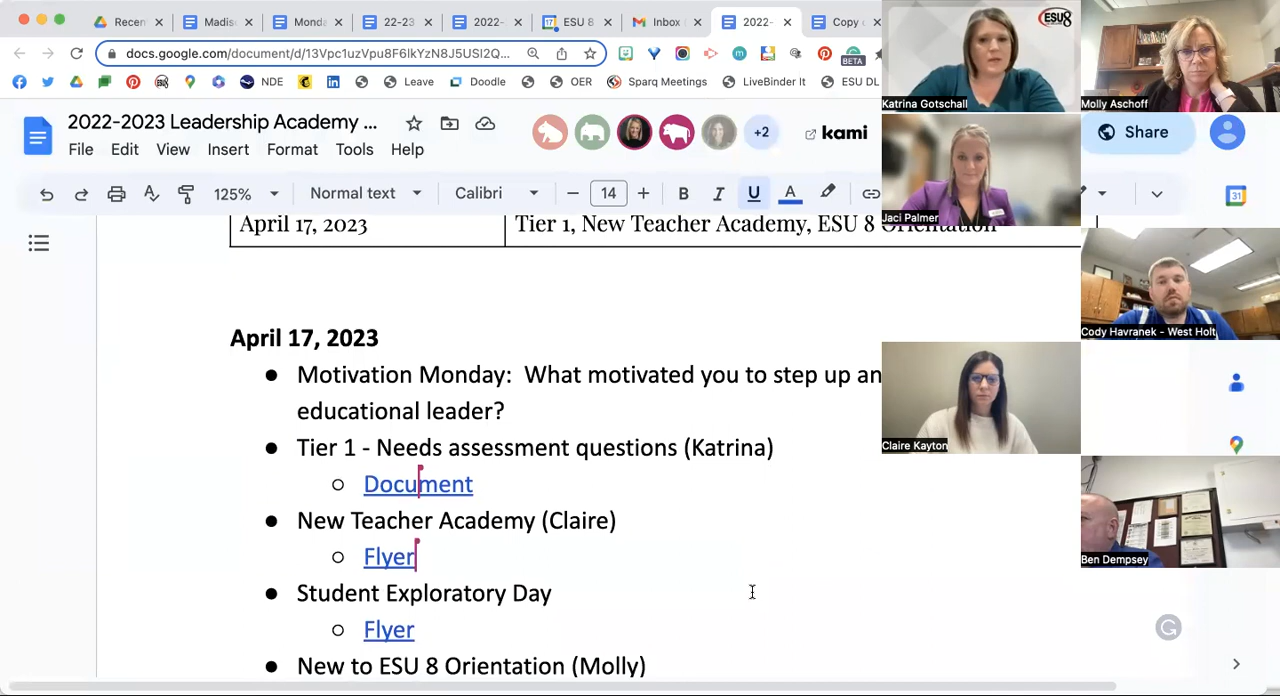 Recen
Madis
Mond
22-23
2022-
ESU 8
Inbox
2022-
Copy
docs.google.com/document/d/13Vpc1uzVpu8F6lkYzN8J5USI2Q...
BETA
NDE
Leave
Doodle
OER
Sparq Meetings
LiveBinder It
ESU DL
2022-2023 Leadership Academy ...
+2
kami
Share
File Edit View Insert Format Tools Help
125%
Normal text
Calibri
14
B I U A
31
April 17, 2023
Tier 1, New Teacher Academy, ESU 8 Orientation
April 17, 2023
● Motivation Monday: What motivated you to step up an
educational leader?
● Tier 1 - Needs assessment questions (Katrina)
○ Document
● New Teacher Academy (Claire)
○ Flyer
● Student Exploratory Day
○ Flyer
● New to ESU 8 Orientation (Molly)
ESU8
Katrina Gotschall
Molly Aschoff
Jaci Palmer
Cody Havranek - West Holt
Claire Kayton
Ben Dempsey